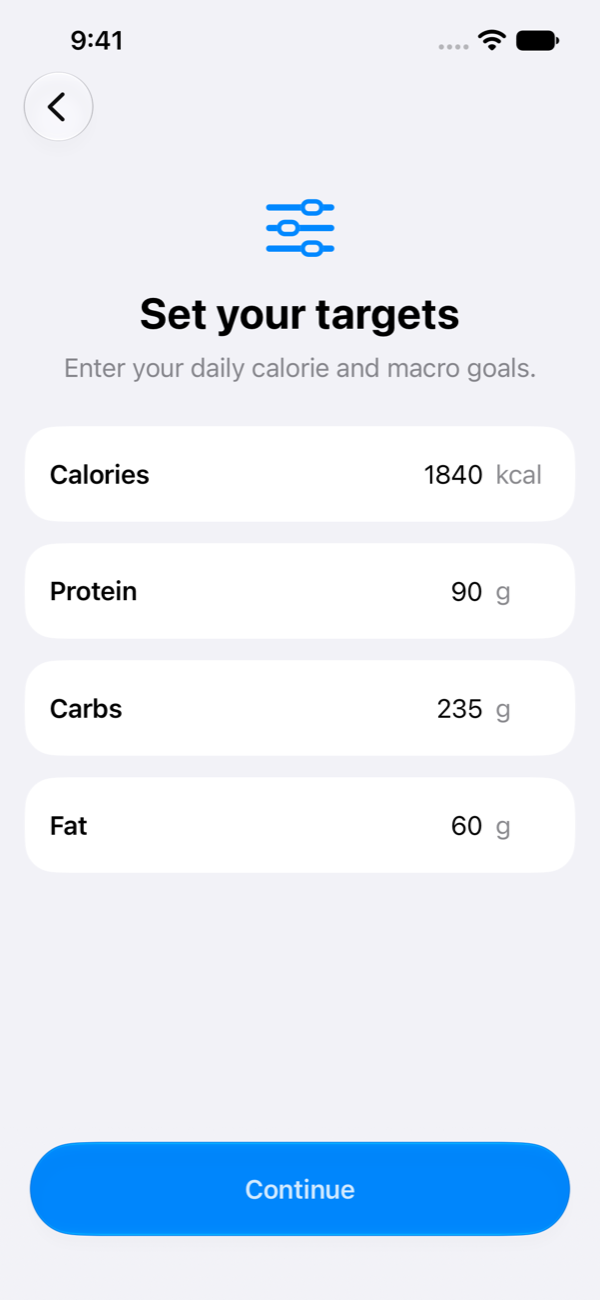 9:41
Set your targets
Enter your daily calorie and macro goals.
Calories 1840 kcal
Protein 90 g
Carbs 235 g
Fat 60 g
Continue